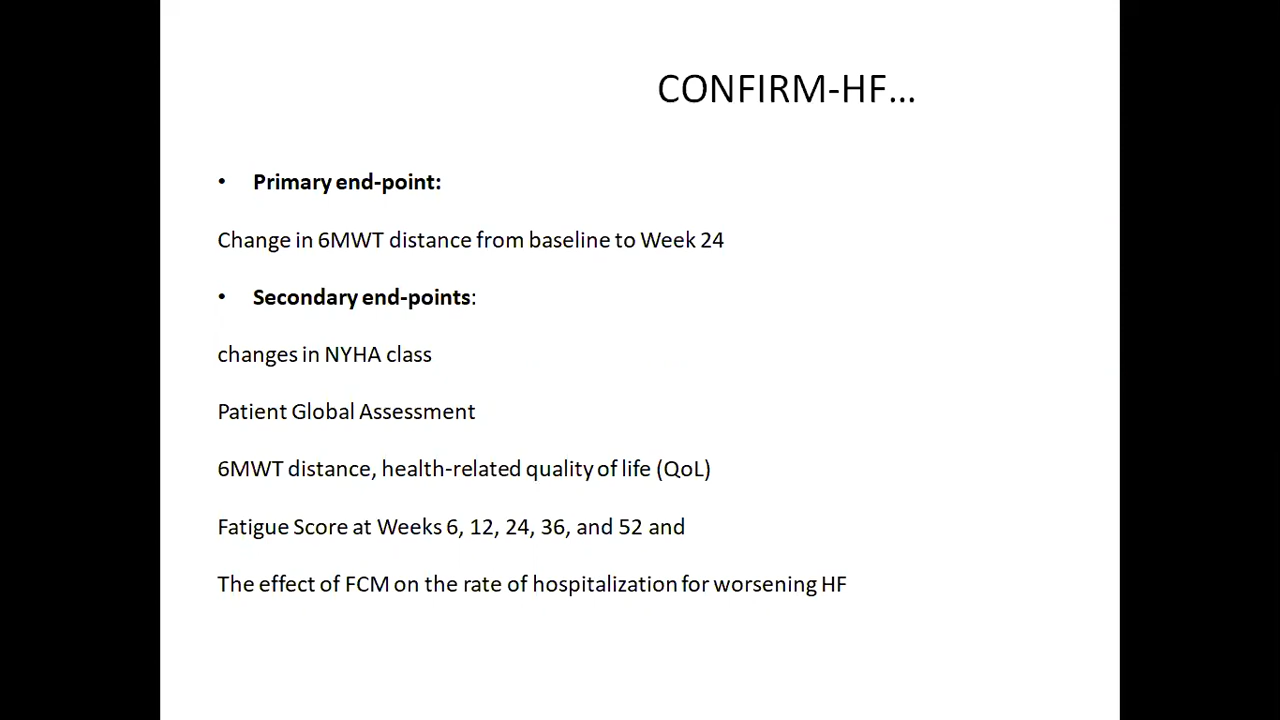 CONFIRM-HF...
• Primary end-point:
Change in 6MWT distance from baseline to Week 24
• Secondary end-points:
changes in NYHA class
Patient Global Assessment
6MWT distance, health-related quality of life (QoL)
Fatigue Score at Weeks 6, 12, 24, 36, and 52 and
The effect of FCM on the rate of hospitalization for worsening HF